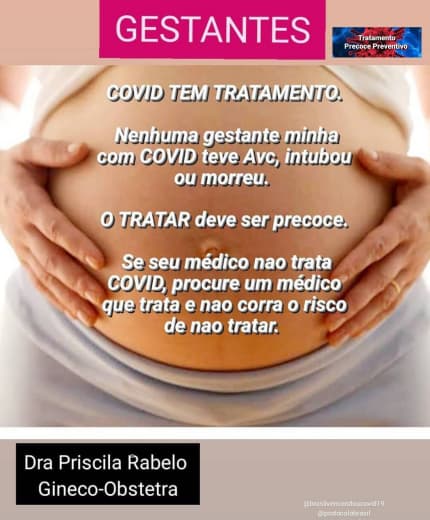 GESTANTES
Tratamento
Precoce Preventivo
COVID TEM TRATAMENTO.
Nenhuma gestante minha
com COVID teve Avc, intubou
ou morreu.
O TRATAR deve ser precoce.
Se seu médico nao trata
COVID, procure um médico
que trata e nao corra o risco
de nao tratar.
Dra Priscila Rabelo
Gineco-Obstetra
@protocolobrasil